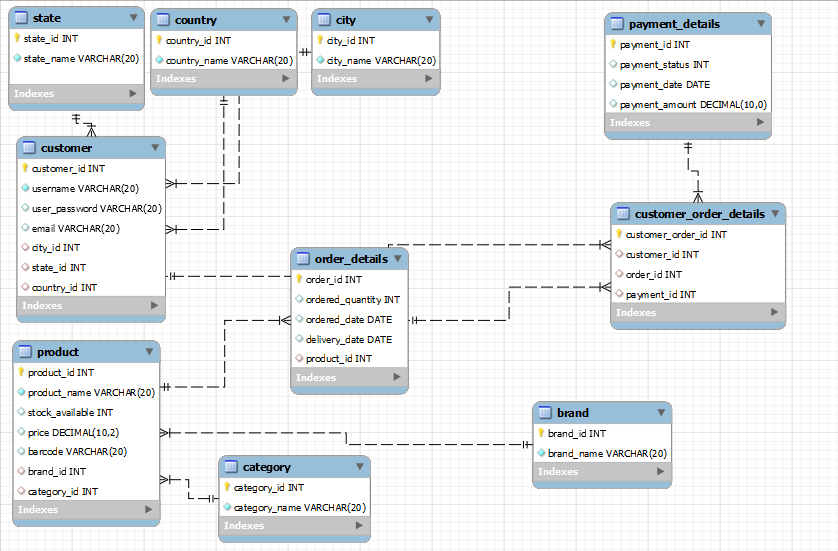 state
state_id INT
state_name VARCHAR(20)
Indexes
country
country_id INT
country_name VARCHAR(20)
Indexes
city
city_id INT
city_name VARCHAR(20)
Indexes
payment_details
payment_id INT
payment_status INT
payment_date DATE
payment_amount DECIMAL(10,0)
Indexes
customer
customer_id INT
username VARCHAR(20)
user_password VARCHAR(20)
email VARCHAR(20)
city_id INT
state_id INT
country_id INT
Indexes
order_details
order_id INT
ordered_quantity INT
ordered_date DATE
delivery_date DATE
product_id INT
Indexes
customer_order_details
customer_order_id INT
customer_id INT
order_id INT
payment_id INT
Indexes
product
product_id INT
product_name VARCHAR(20)
stock_available INT
price DECIMAL(10,2)
barcode VARCHAR(20)
brand_id INT
category_id INT
Indexes
category
category_id INT
category_name VARCHAR(20)
Indexes
brand
brand_id INT
brand_name VARCHAR(20)
Indexes